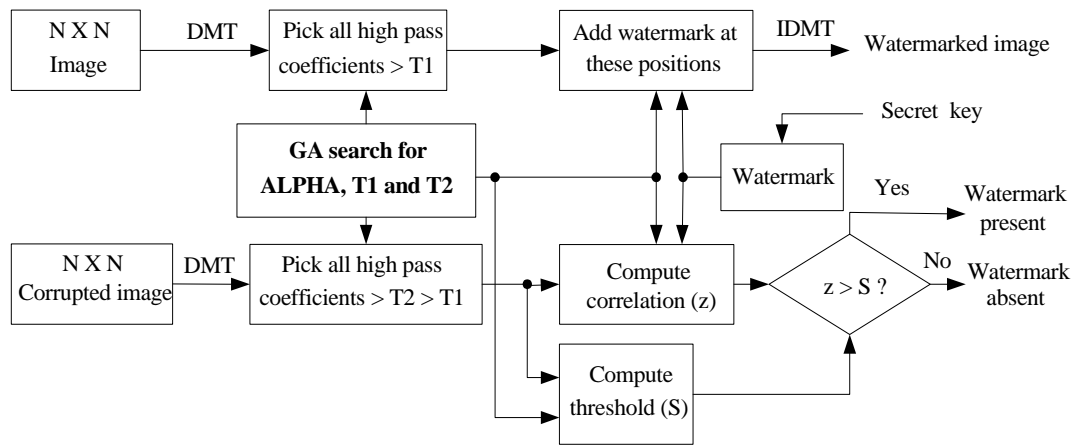 N X N
Image
DMT
Pick all high pass
coefficients > T1
Add watermark at
these positions
IDMT
Watermarked image
Secret key
GA search for
ALPHA, T1 and T2
Watermark
Yes
Watermark
present
N X N
Corrupted image
DMT
Pick all high pass
coefficients > T2 > T1
Compute
correlation (z)
z > S ?
No
Watermark
absent
Compute
threshold (S)